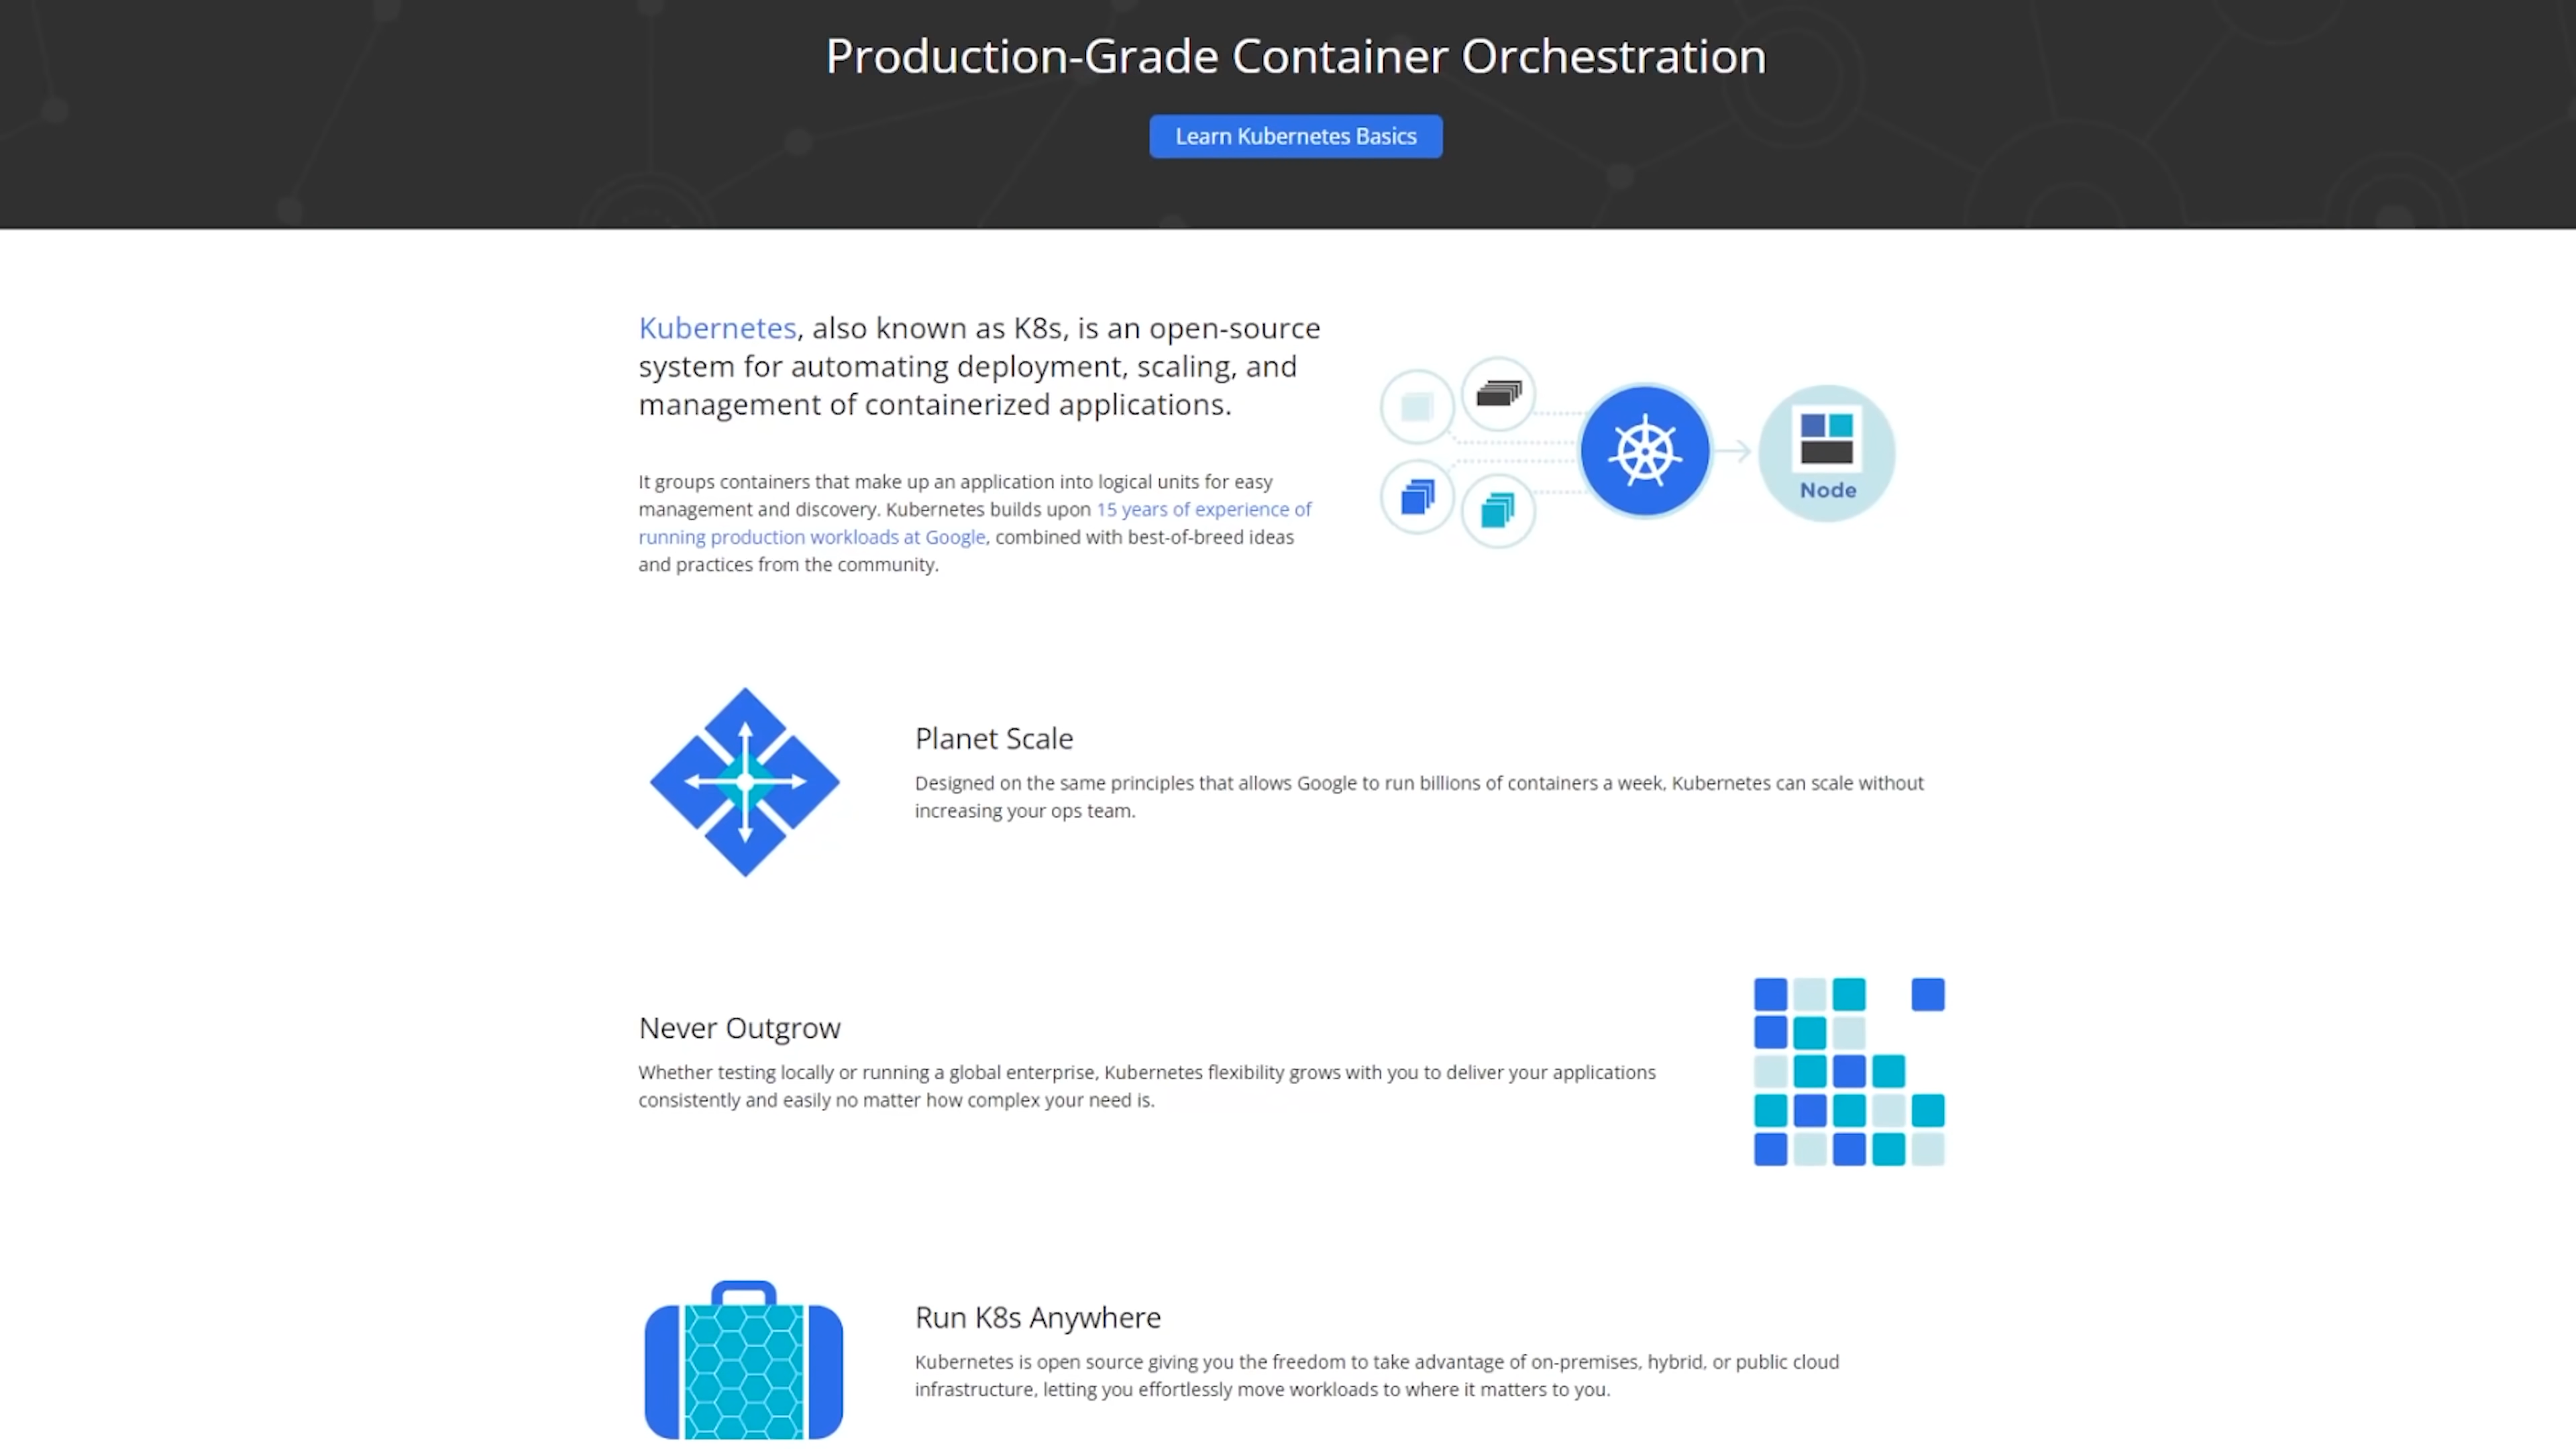 Production-Grade Container Orchestration
Learn Kubernetes Basics
Kubernetes, also known as K8s, is an open-source
system for automating deployment, scaling, and
management of containerized applications.
It groups containers that make up an application into logical units for easy
management and discovery. Kubernetes builds upon 15 years of experience of
running production workloads at Google, combined with best-of-breed ideas
and practices from the community.
Node
Planet Scale
Designed on the same principles that allows Google to run billions of containers a week, Kubernetes can scale without
increasing your ops team.
Never Outgrow
Whether testing locally or running a global enterprise, Kubernetes flexibility grows with you to deliver your applications
consistently and easily no matter how complex your need is.
Run K8s Anywhere
Kubernetes is open source giving you the freedom to take advantage of on-premises, hybrid, or public cloud
infrastructure, letting you effortlessly move workloads to where it matters to you.